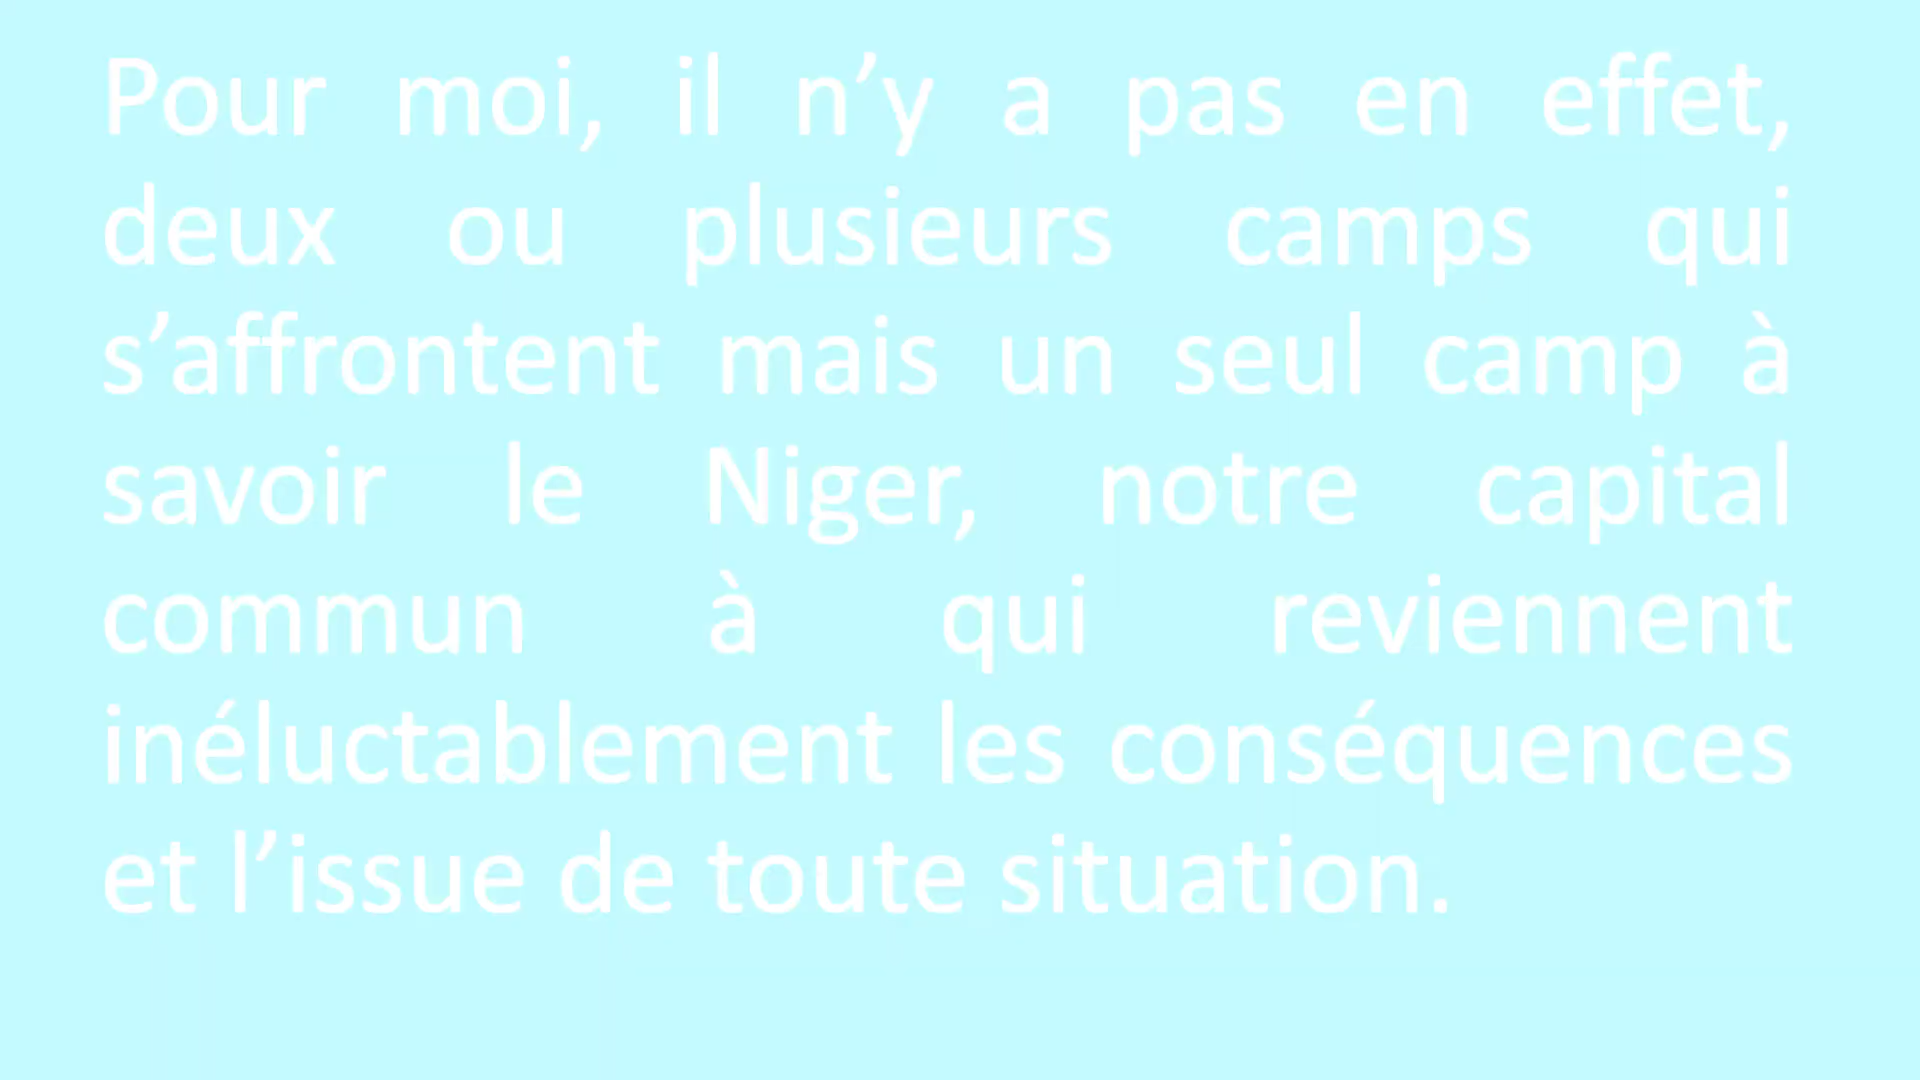 Pour moi, il n’y a pas en effet,
deux ou plusieurs camps qui
s’affrontent mais un seul camp à
savoir le Niger, notre capital
commun à qui reviennent
inéluctablement les conséquences
et l’issue de toute situation.